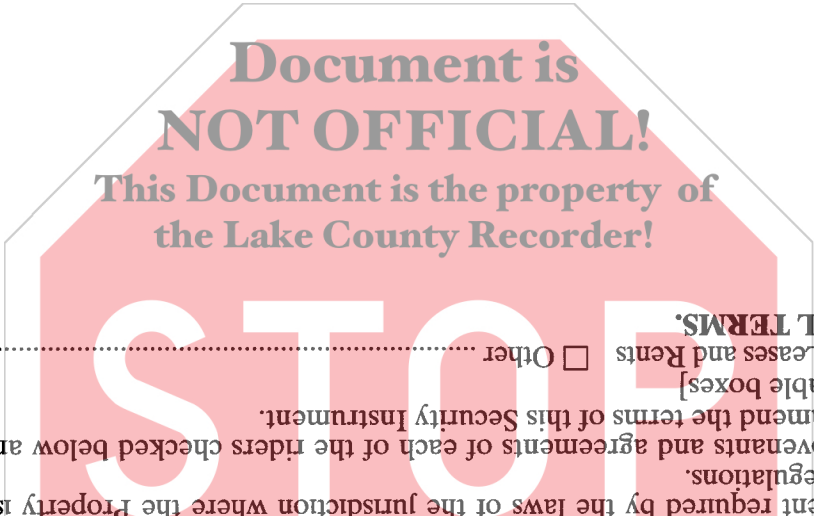 Document is
NOT OFFICIAL!
This Document is the property of
the Lake County Recorder!
STOP
ent required by the laws of the jurisdiction where the Property is
egulations.
ovenants and agreements of each of the riders checked below ar
mend the terms of this Security Instrument.
able boxes]
Leases and Rents ☐ Other ........................................................................
L TERMS.